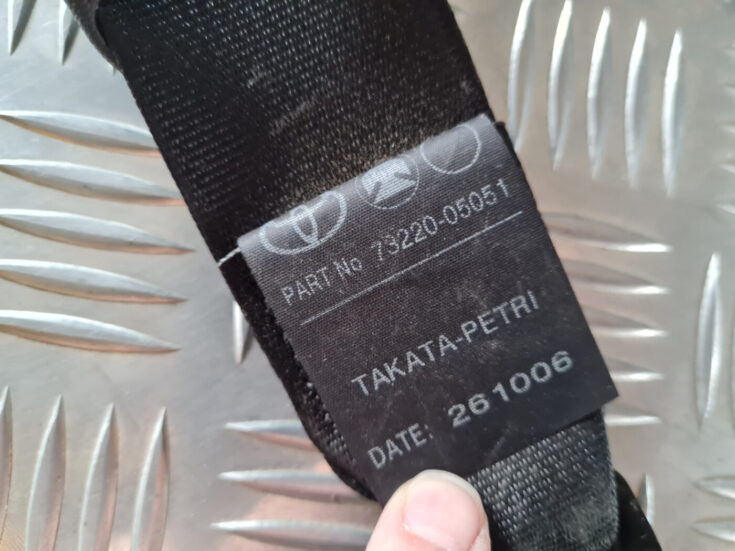 PART No 73220-05051
TAKATA-PETRI
DATE: 261006